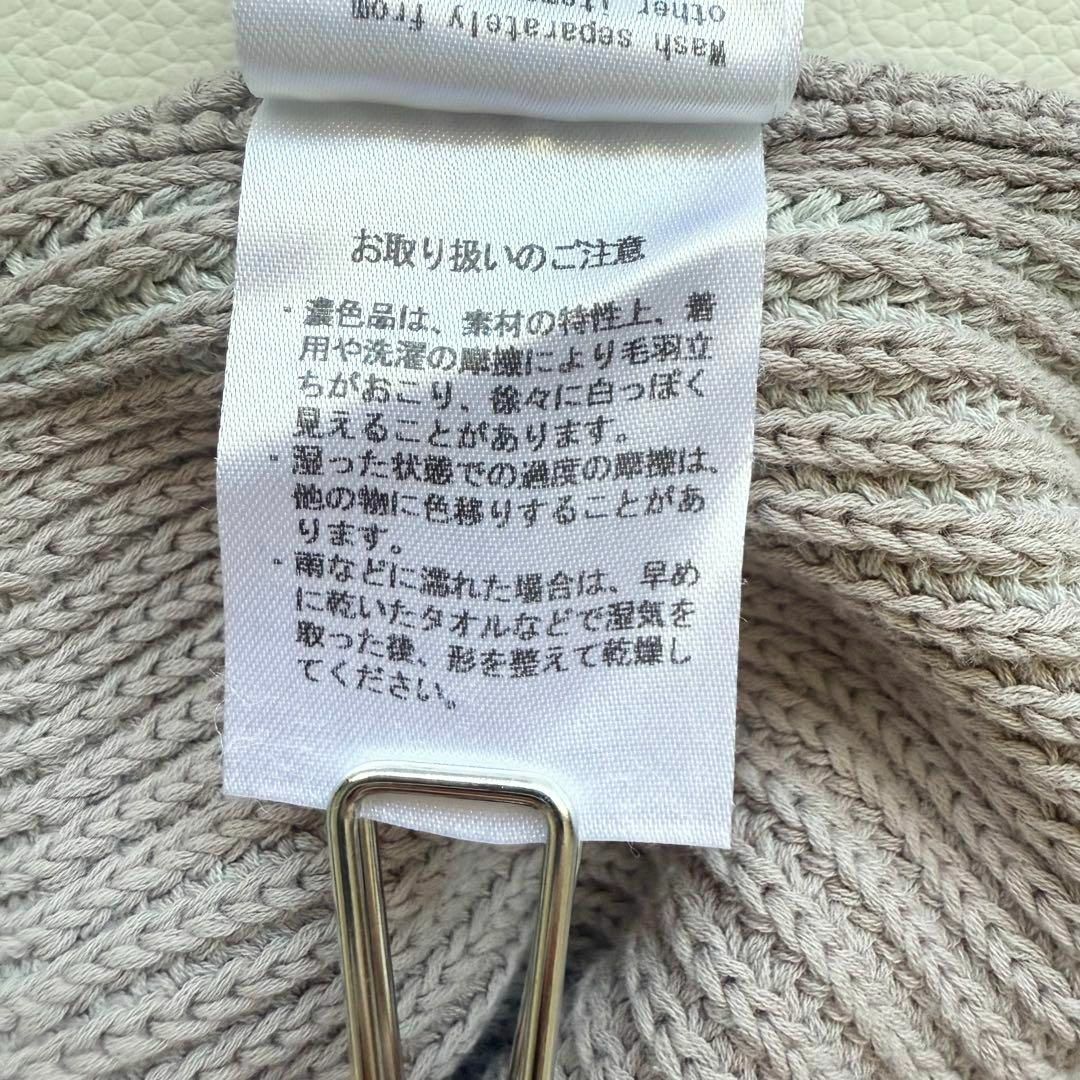 Wash separately from
other
お取り扱いのご注意
・濃色品は、素材の特性上、着
用や洗濯の摩擦により毛羽立
ちがおこり、徐々に白っぽく
見えることがあります。
・湿った状態での過度の摩擦は、
他の物に色移りすることがあ
ります。
・雨などに濡れた場合は、早め
に乾いたタオルなどで湿気を
取った後、形を整えて乾燥し
てください。